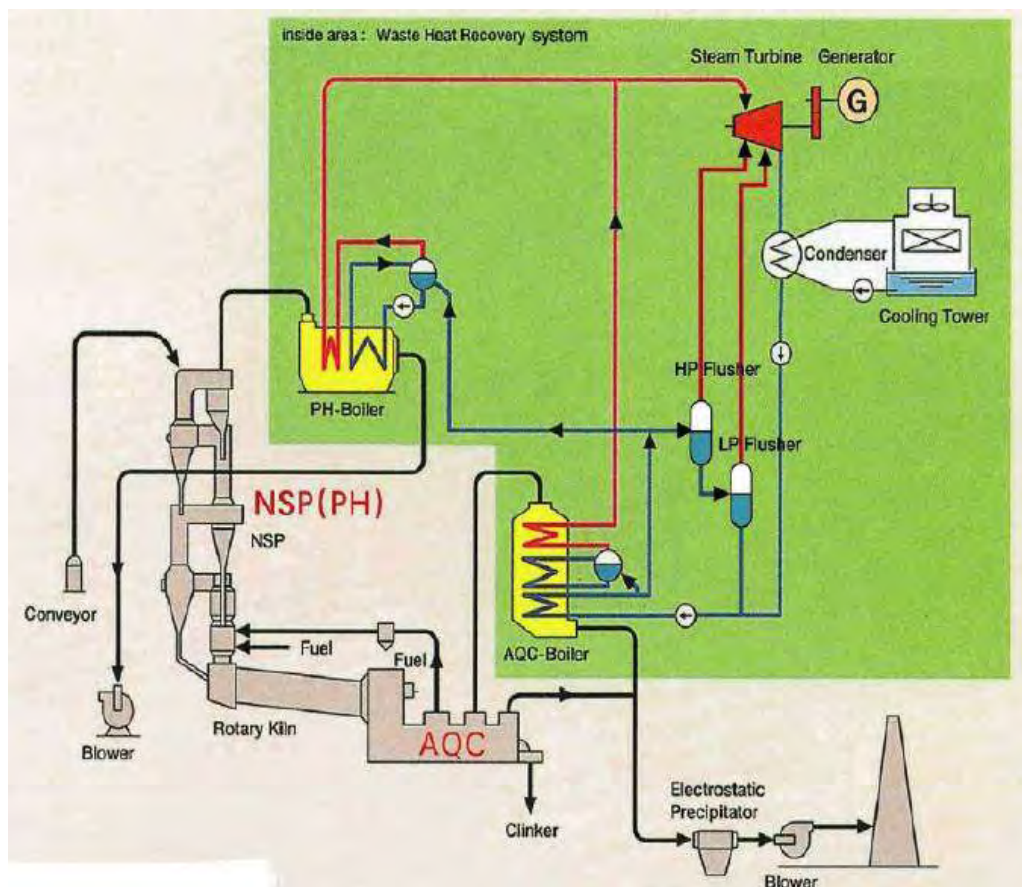 inside area : Waste Heat Recovery system
Steam Turbine Generator
G
Condenser
Cooling Tower
HP Flusher
PH-Boiler
LP Flusher
NSP(PH)
NSP
Conveyor
AQC-Boiler
Fuel
Fuel
Rotary Kiln
AQC
Blower
Electrostatic
Precipitator
Clinker
Blower